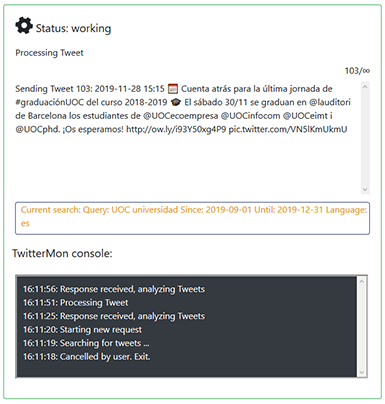 Status: working
Processing Tweet
103/∞
Sending Tweet 103: 2019-11-28 15:15 📅 Cuenta atrás para la última jornada de
#graduaciónUOC del curso 2018-2019 🎓 El sábado 30/11 se graduan en @lauditori
de Barcelona los estudiantes de @UOCecoempresa @UOCinfocom @UOCeimt i
@UOCphd. ¡Os esperamos! http://ow.ly/i93Y50xg4P9 pic.twitter.com/VN5lKmUkmU
Current search: Query: UOC universidad Since: 2019-09-01 Until: 2019-12-31 Language:
es
TwitterMon console:
16:11:56: Response received, analyzing Tweets
16:11:51: Processing Tweet
16:11:25: Response received, analyzing Tweets
16:11:20: Starting new request
16:11:19: Searching for tweets ...
16:11:18: Cancelled by user. Exit.